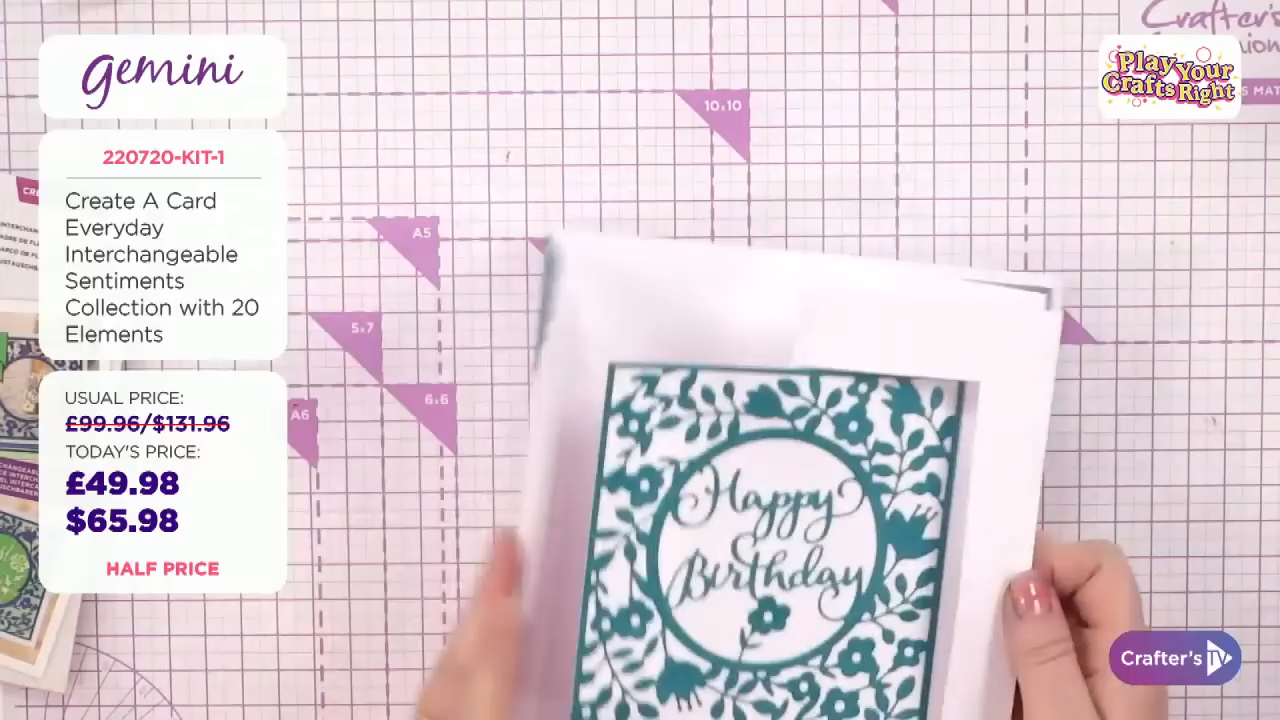 gemini
220720-KIT-1
Create A Card
Everyday
Interchangeable
Sentiments
Collection with 20
Elements
USUAL PRICE:
£99.96/$131.96
TODAY'S PRICE:
£49.98
$65.98
HALF PRICE
Play Your
Crafts Right
Crafter's
10x10
A5
5x7
6x6
A6
Happy
Birthday
Crafter's TV